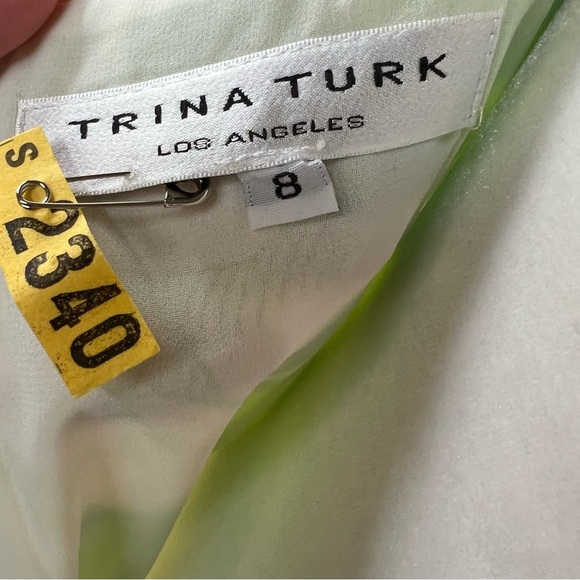 TRINA TURK
LOS ANGELES
8
S
2340